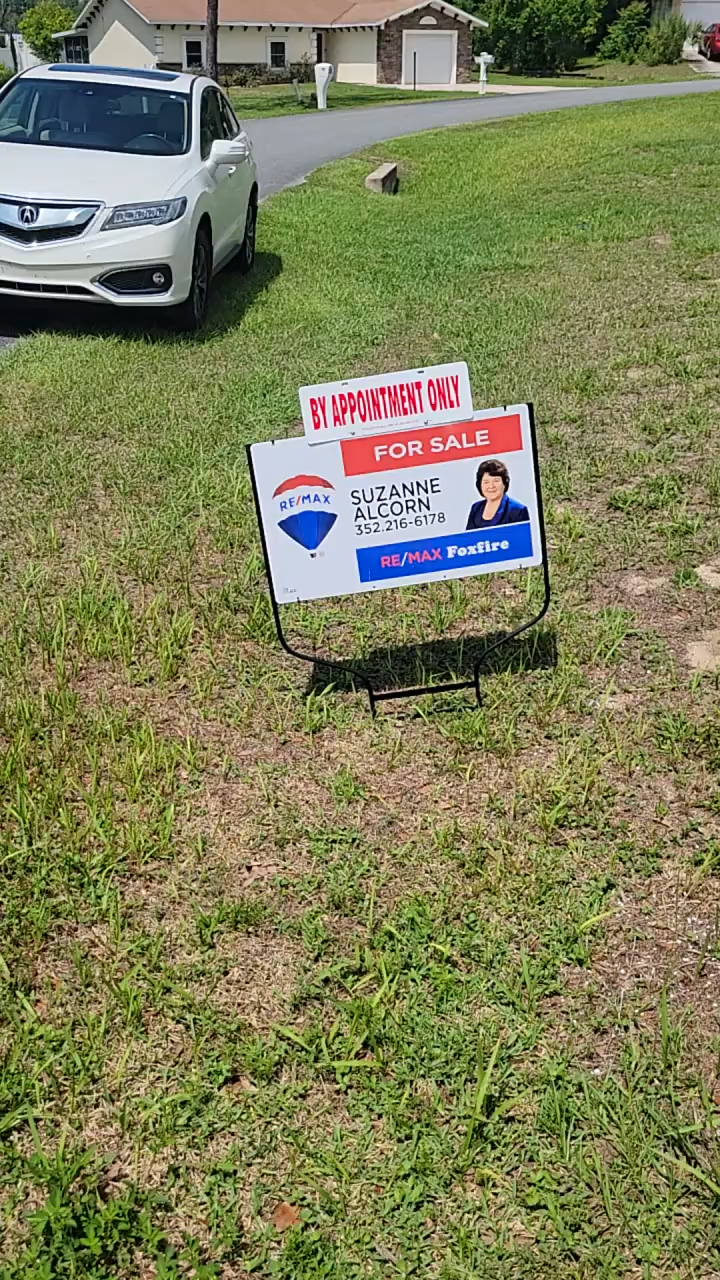 BY APPOINTMENT ONLY
FOR SALE
RE/MAX
SUZANNE
ALCORN
352.216-6178
RE/MAX Foxfire